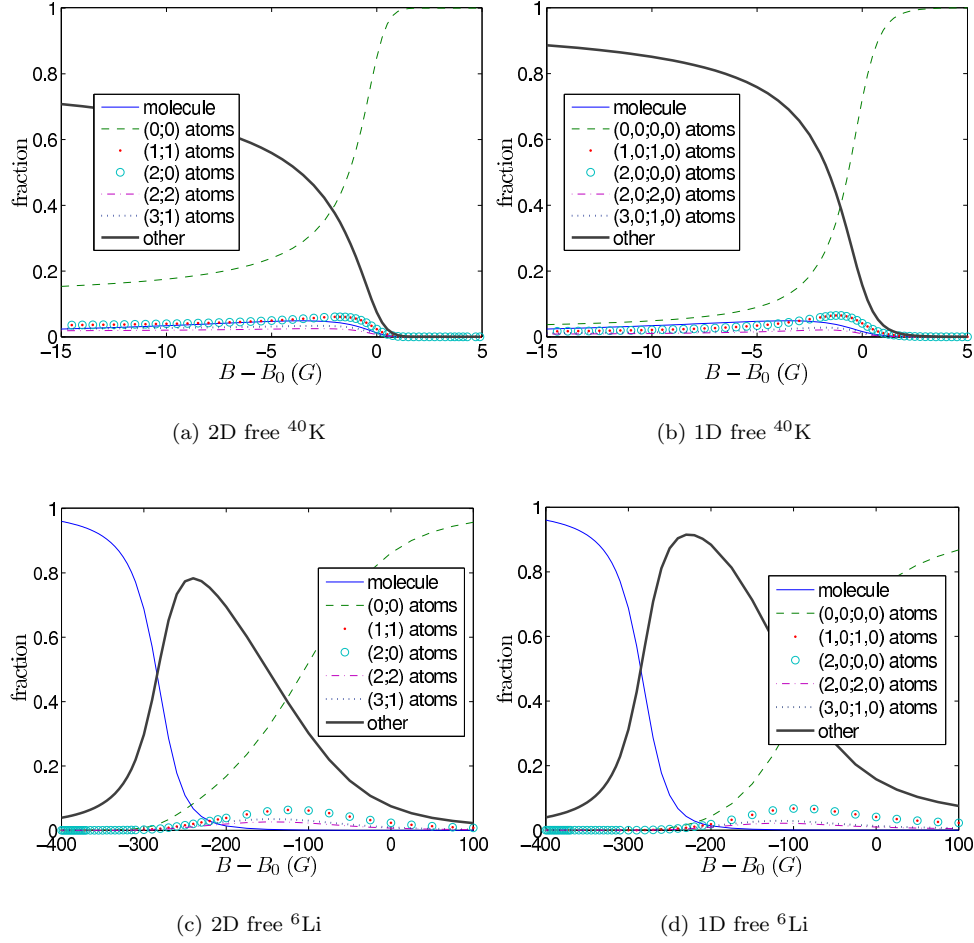 1
0.8
0.6
0.4
0.2
0
fraction
molecule
(0;0) atoms
(1;1) atoms
(2;0) atoms
(2;2) atoms
(3;1) atoms
other
−15
−10
−5
0
5
B − B₀ (G)
(a) 2D free ⁴⁰K
1
0.8
0.6
0.4
0.2
0
fraction
molecule
(0,0;0,0) atoms
(1,0;1,0) atoms
(2,0;0,0) atoms
(2,0;2,0) atoms
(3,0;1,0) atoms
other
−15
−10
−5
0
5
B − B₀ (G)
(b) 1D free ⁴⁰K
1
0.8
0.6
0.4
0.2
0
fraction
molecule
(0;0) atoms
(1;1) atoms
(2;0) atoms
(2;2) atoms
(3;1) atoms
other
−400
−300
−200
−100
0
100
B − B₀ (G)
(c) 2D free ⁶Li
1
0.8
0.6
0.4
0.2
0
fraction
molecule
(0,0;0,0) atoms
(1,0;1,0) atoms
(2,0;0,0) atoms
(2,0;2,0) atoms
(3,0;1,0) atoms
other
−400
−300
−200
−100
0
100
B − B₀ (G)
(d) 1D free ⁶Li